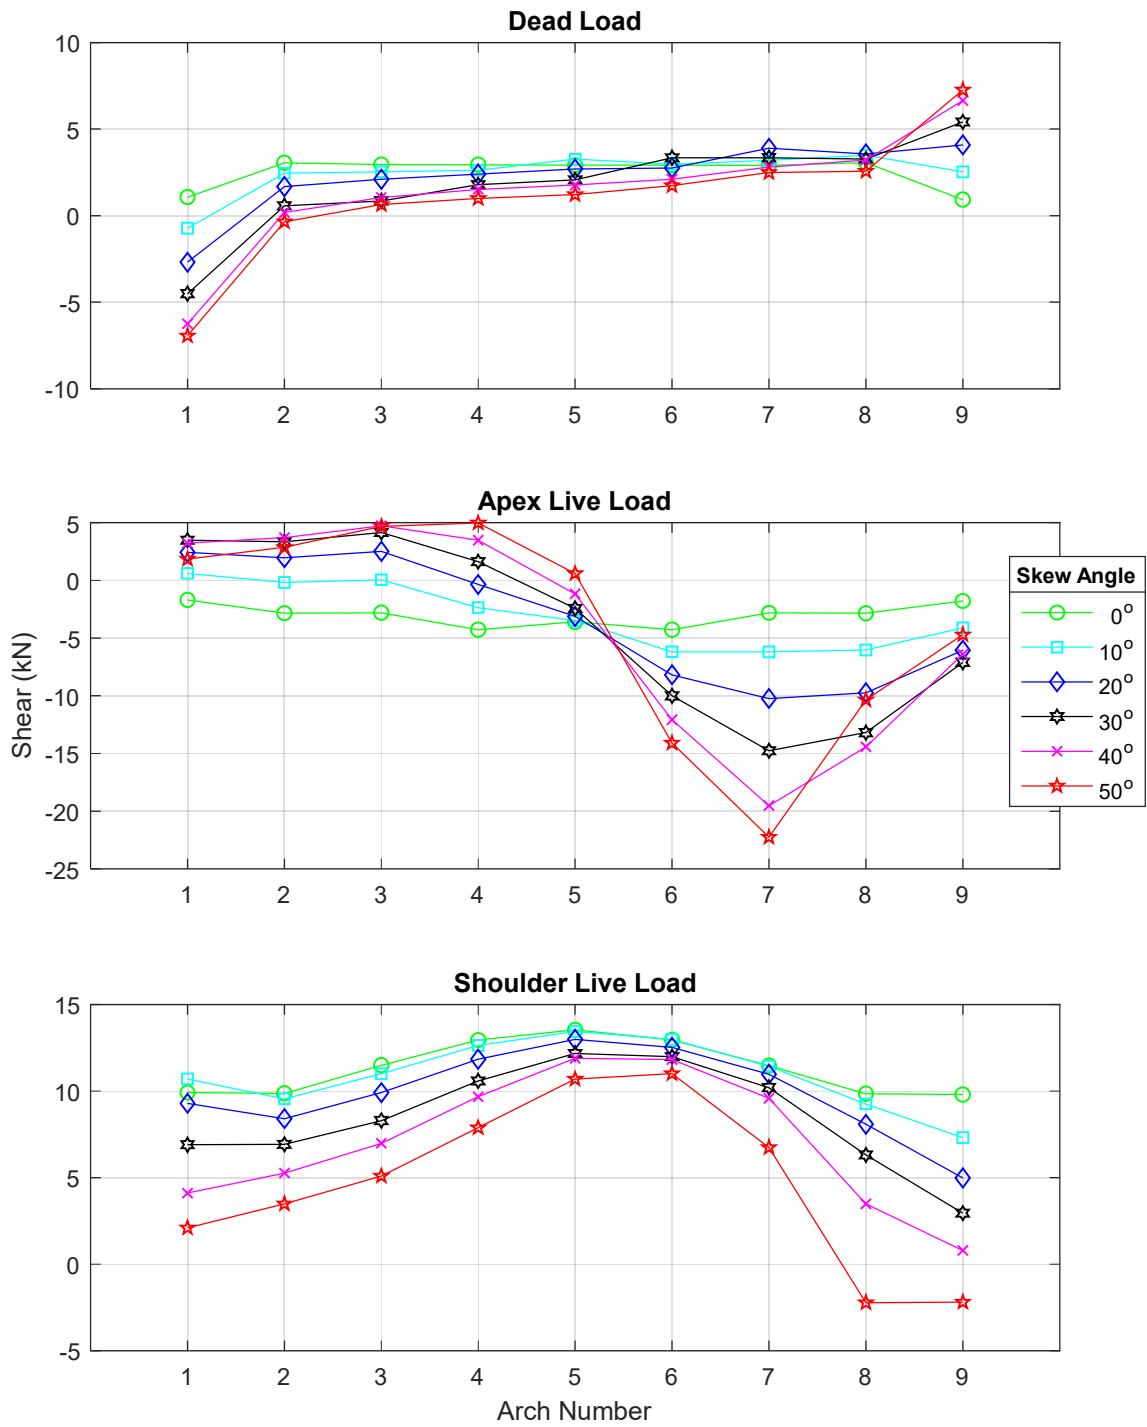 Dead Load
10
5
0
-5
-10
1 2 3 4 5 6 7 8 9
Apex Live Load
5
0
-5
-10
-15
-20
-25
1 2 3 4 5 6 7 8 9
Shear (kN)
Skew Angle
0°
10°
20°
30°
40°
50°
Shoulder Live Load
15
10
5
0
-5
1 2 3 4 5 6 7 8 9
Arch Number